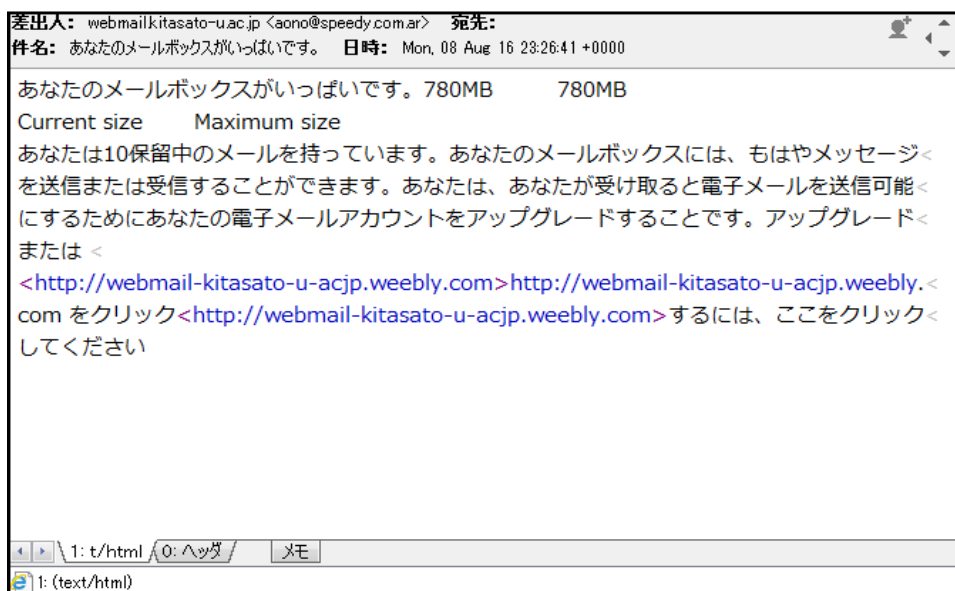 差出人： webmail.kitasato-u.ac.jp <aono@speedy.com.ar> 宛先：
件名： あなたのメールボックスがいっぱいです。 日時： Mon, 08 Aug 16 23:26:41 +0000
あなたのメールボックスがいっぱいです。780MB 780MB
Current size Maximum size
あなたは10保留中のメールを持っています。あなたのメールボックスには、もはやメッセージ<
を送信または受信することができます。あなたは、あなたが受け取ると電子メールを送信可能<
にするためにあなたの電子メールアカウントをアップグレードすることです。アップグレード<
または <
<http://webmail-kitasato-u-acjp.weebly.com>http://webmail-kitasato-u-acjp.weebly.<
com をクリック<http://webmail-kitasato-u-acjp.weebly.com>するには、ここをクリック<
してください
1: t/html 0: ヘッダ メモ
1: (text/html)